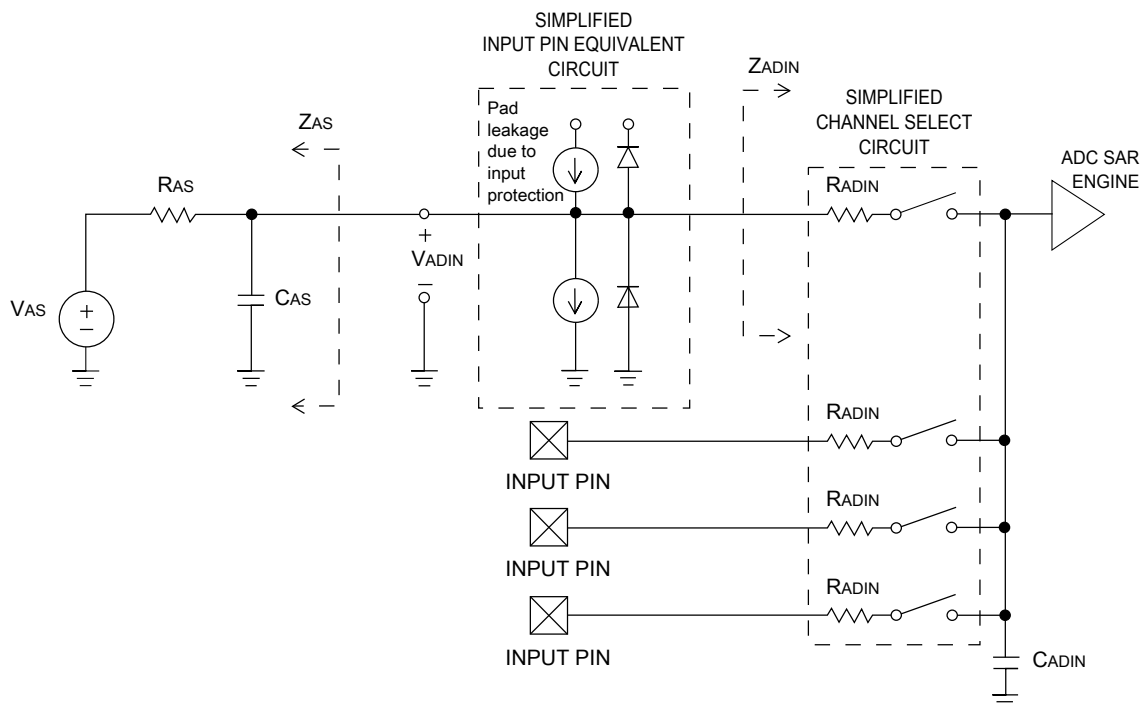 SIMPLIFIED
INPUT PIN EQUIVALENT
CIRCUIT
Pad
leakage
due to
input
protection
ZAS
RAS
ZADIN
SIMPLIFIED
CHANNEL SELECT
CIRCUIT
RADIN
ADC SAR
ENGINE
+
VADIN
–
VAS
+
–
CAS
RADIN
INPUT PIN
RADIN
INPUT PIN
RADIN
INPUT PIN
CADIN